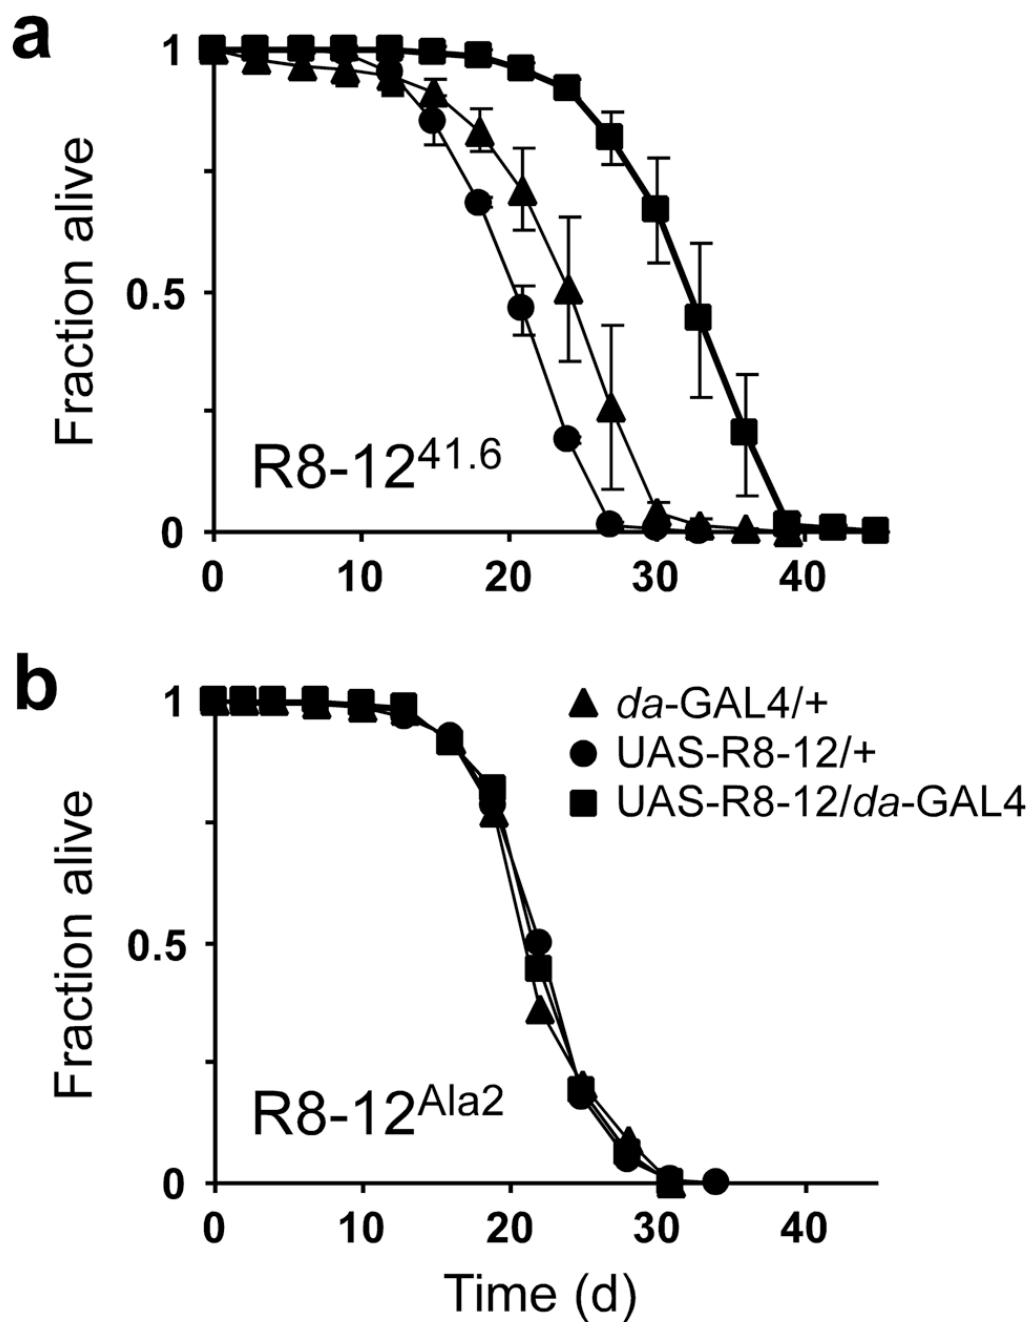 a
Fraction alive
1
0.5
0
R8-12^41.6
0 10 20 30 40
b
Fraction alive
1
0.5
0
da-GAL4/+
UAS-R8-12/+
UAS-R8-12/da-GAL4
R8-12^Ala2
0 10 20 30 40
Time (d)